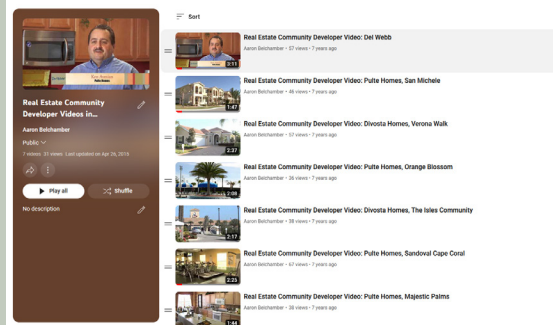 Sort
Real Estate Community
Developer Videos in...
Aaron Belchamber
Public
7 views 31 views Last updated on Apr 26, 2015
Play all
Shuffle
No description
Real Estate Community Developer Video: Del Webb
Aaron Belchamber • 57 views • 7 years ago
3:11
Real Estate Community Developer Video: Pulte Homes, San Michele
Aaron Belchamber • 46 views • 7 years ago
1:47
Real Estate Community Developer Video: Divosta Homes, Verona Walk
Aaron Belchamber • 57 views • 7 years ago
2:37
Real Estate Community Developer Video: Pulte Homes, Orange Blossom
Aaron Belchamber • 26 views • 7 years ago
2:08
Real Estate Community Developer Video: Divosta Homes, The Isles Community
Aaron Belchamber • 38 views • 7 years ago
2:17
Real Estate Community Developer Video: Pulte Homes, Sandoval Cape Coral
Aaron Belchamber • 67 views • 7 years ago
2:25
Real Estate Community Developer Video: Pulte Homes, Majestic Palms
Aaron Belchamber • 26 views • 7 years ago
1:44